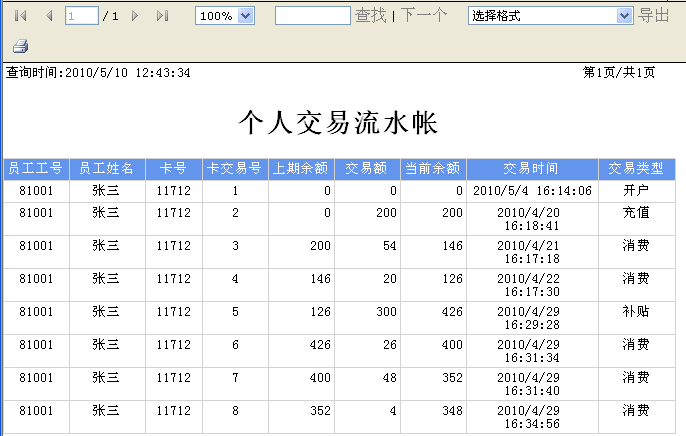 1 / 1 100% 查找 | 下一个 选择格式 导出
查询时间:2010/5/10 12:43:34 第1页/共1页
个人交易流水帐
员工工号 员工姓名 卡号 卡交易号 上期余额 交易额 当前余额 交易时间 交易类型
81001 张三 11712 1 0 0 0 2010/5/4 16:14:06 开户
81001 张三 11712 2 0 200 200 2010/4/20 充值
16:18:41
81001 张三 11712 3 200 54 146 2010/4/21 消费
16:17:18
81001 张三 11712 4 146 20 126 2010/4/22 消费
16:17:30
81001 张三 11712 5 126 300 426 2010/4/29 补贴
16:29:28
81001 张三 11712 6 426 26 400 2010/4/29 消费
16:31:34
81001 张三 11712 7 400 48 352 2010/4/29 消费
16:31:40
81001 张三 11712 8 352 4 348 2010/4/29 消费
16:34:56